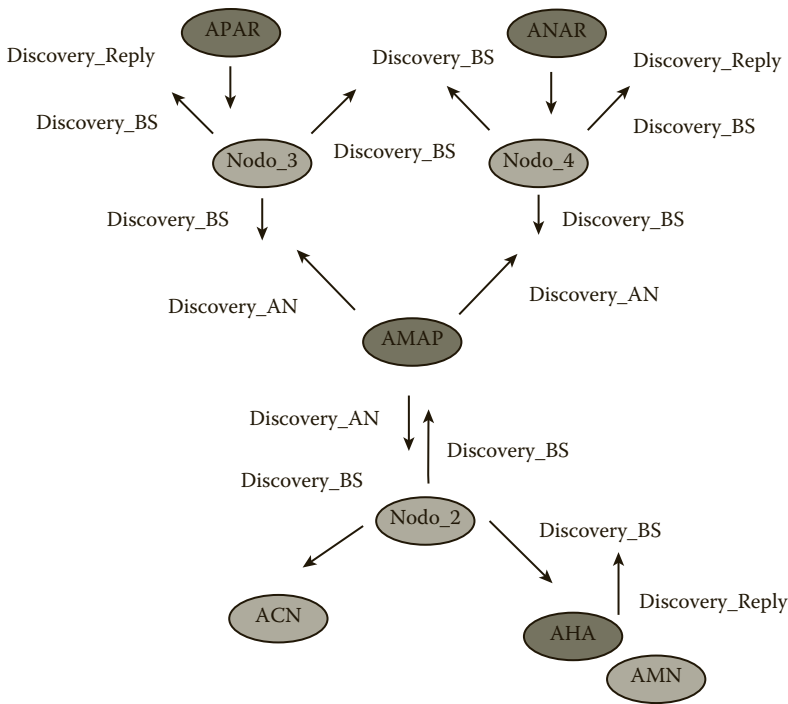 APAR
ANAR
Discovery_Reply
Discovery_BS
Discovery_Reply
Discovery_BS
Discovery_BS
Discovery_BS
Nodo_3
Nodo_4
Discovery_BS
Discovery_BS
Discovery_AN
Discovery_AN
AMAP
Discovery_AN
Discovery_BS
Discovery_BS
Nodo_2
Discovery_BS
ACN
Discovery_Reply
AHA
AMN